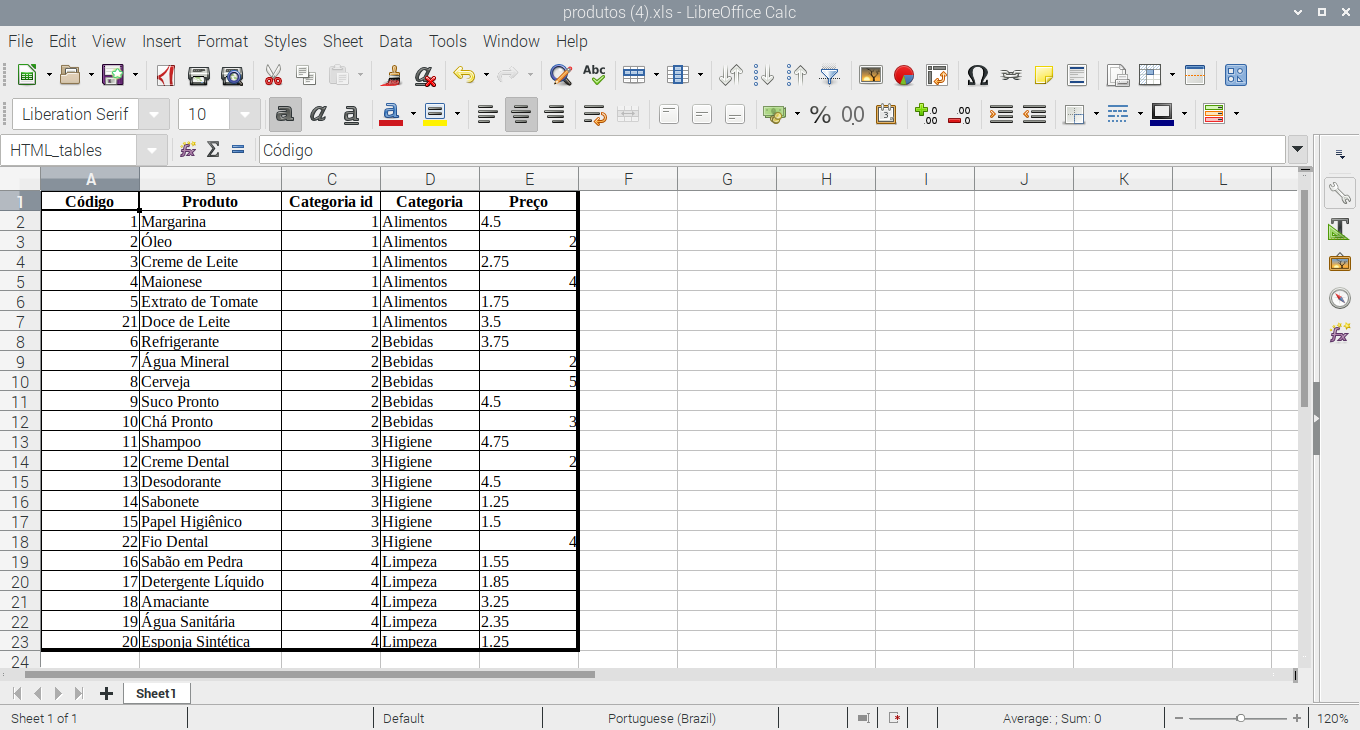 produtos (4).xls - LibreOffice Calc
File Edit View Insert Format Styles Sheet Data Tools Window Help
Abc
Liberation Serif 10 a a a a % 00 3 .00 .00
HTML_tables fx Σ = Código
A B C D E F G H I J K L
1 Código Produto Categoria id Categoria Preço
2 1 Margarina 1 Alimentos 4.5
3 2 Óleo 1 Alimentos 2
4 3 Creme de Leite 1 Alimentos 2.75
5 4 Maionese 1 Alimentos 4
6 5 Extrato de Tomate 1 Alimentos 1.75
7 21 Doce de Leite 1 Alimentos 3.5
8 6 Refrigerante 2 Bebidas 3.75
9 7 Água Mineral 2 Bebidas 2
10 8 Cerveja 2 Bebidas 5
11 9 Suco Pronto 2 Bebidas 4.5
12 10 Chá Pronto 2 Bebidas 3
13 11 Shampoo 3 Higiene 4.75
14 12 Creme Dental 3 Higiene 2
15 13 Desodorante 3 Higiene 4.5
16 14 Sabonete 3 Higiene 1.25
17 15 Papel Higiênico 3 Higiene 1.5
18 22 Fio Dental 3 Higiene 4
19 16 Sabão em Pedra 4 Limpeza 1.55
20 17 Detergente Líquido 4 Limpeza 1.85
21 18 Amaciante 4 Limpeza 3.25
22 19 Água Sanitária 4 Limpeza 2.35
23 20 Esponja Sintética 4 Limpeza 1.25
24
Sheet1
Sheet 1 of 1 Default Portuguese (Brazil) Average: ; Sum: 0 120%